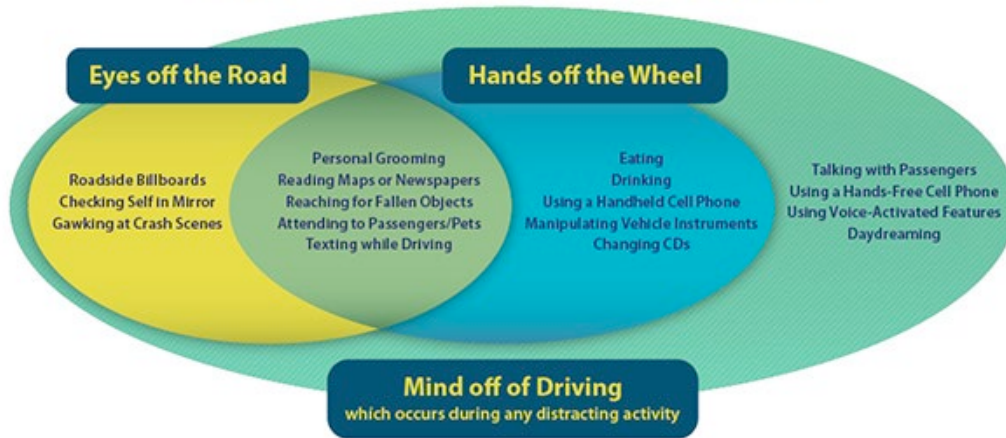 Eyes off the Road
Hands off the Wheel
Roadside Billboards
Checking Self in Mirror
Gawking at Crash Scenes
Personal Grooming
Reading Maps or Newspapers
Reaching for Fallen Objects
Attending to Passengers/Pets
Texting while Driving
Eating
Drinking
Using a Handheld Cell Phone
Manipulating Vehicle Instruments
Changing CDs
Talking with Passengers
Using a Hands-Free Cell Phone
Using Voice-Activated Features
Daydreaming
Mind off of Driving
which occurs during any distracting activity